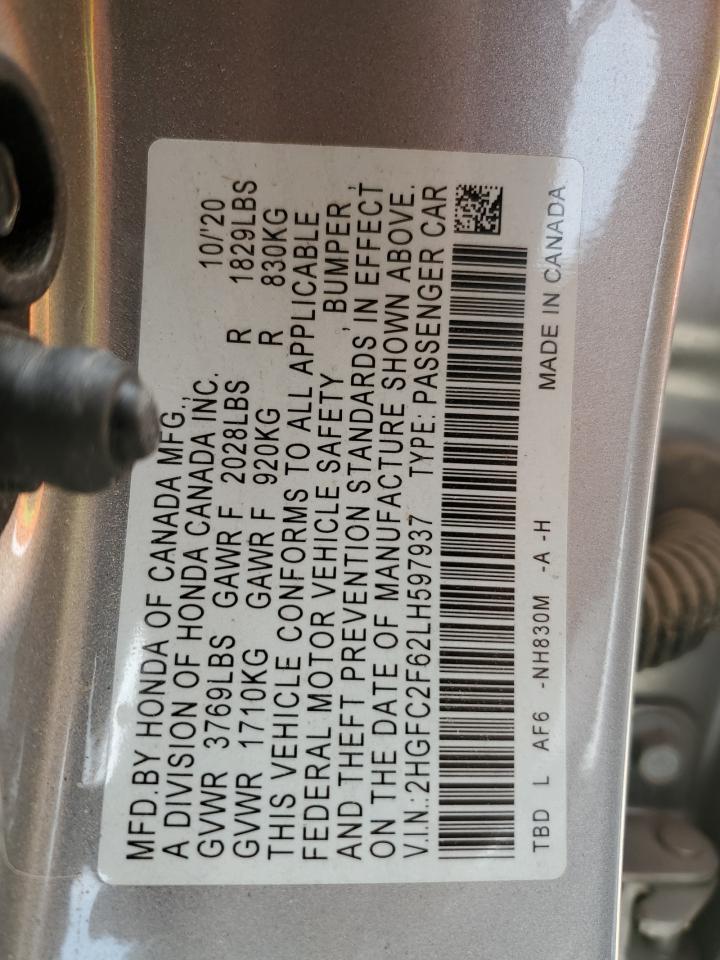 MFD.BY HONDA OF CANADA MFG., 10/'20
A DIVISION OF HONDA CANADA INC.
GVWR 3769LBS GAWR F 2028LBS R 1829LBS
GVWR 1710KG GAWR F 920KG R 830KG
THIS VEHICLE CONFORMS TO ALL APPLICABLE
FEDERAL MOTOR VEHICLE SAFETY , BUMPER ,
AND THEFT PREVENTION STANDARDS IN EFFECT
ON THE DATE OF MANUFACTURE SHOWN ABOVE.
V.I.N.:2HGFC2F62LH597937 TYPE: PASSENGER CAR
TBD L AF6 -NH830M -A -H MADE IN CANADA